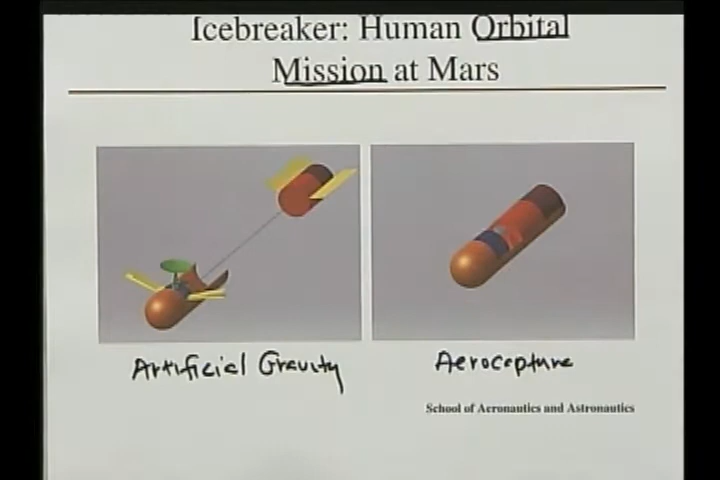 Icebreaker: Human Orbital
Mission at Mars
Artificial Gravity
Aerocapture
School of Aeronautics and Astronautics